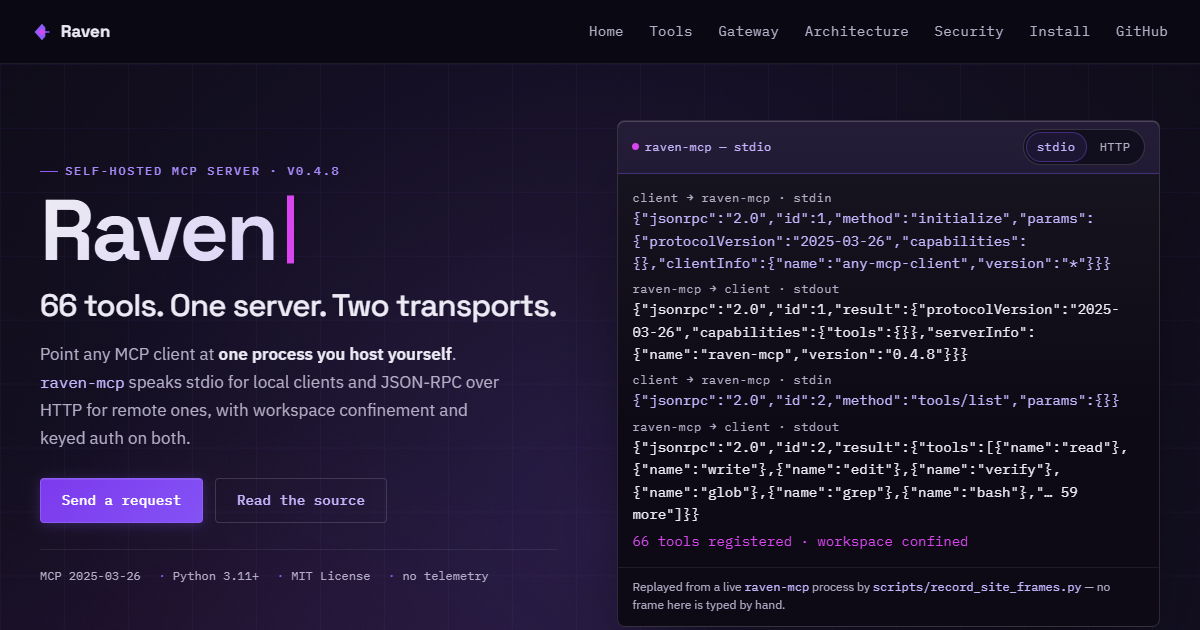 Raven
Home Tools Gateway Architecture Security Install GitHub
— SELF-HOSTED MCP SERVER · V0.4.8
Raven
66 tools. One server. Two transports.
Point any MCP client at one process you host yourself.
raven-mcp speaks stdio for local clients and JSON-RPC over
HTTP for remote ones, with workspace confinement and
keyed auth on both.
Send a request
Read the source
MCP 2025-03-26 · Python 3.11+ · MIT License · no telemetry
raven-mcp — stdio
stdio HTTP
client → raven-mcp · stdin
{"jsonrpc":"2.0","id":1,"method":"initialize","params":
{"protocolVersion":"2025-03-26","capabilities":
{},"clientInfo":{"name":"any-mcp-client","version":"*"}}}
raven-mcp → client · stdout
{"jsonrpc":"2.0","id":1,"result":{"protocolVersion":"2025-
03-26","capabilities":{"tools":{}},"serverInfo":
{"name":"raven-mcp","version":"0.4.8"}}}
client → raven-mcp · stdin
{"jsonrpc":"2.0","id":2,"method":"tools/list","params":{}}
raven-mcp → client · stdout
{"jsonrpc":"2.0","id":2,"result":{"tools":[{"name":"read"},
{"name":"write"},{"name":"edit"},{"name":"verify"},
{"name":"glob"},{"name":"grep"},{"name":"bash"},"… 59
more"]}}
66 tools registered · workspace confined
Replayed from a live raven-mcp process by scripts/record_site_frames.py — no
frame here is typed by hand.